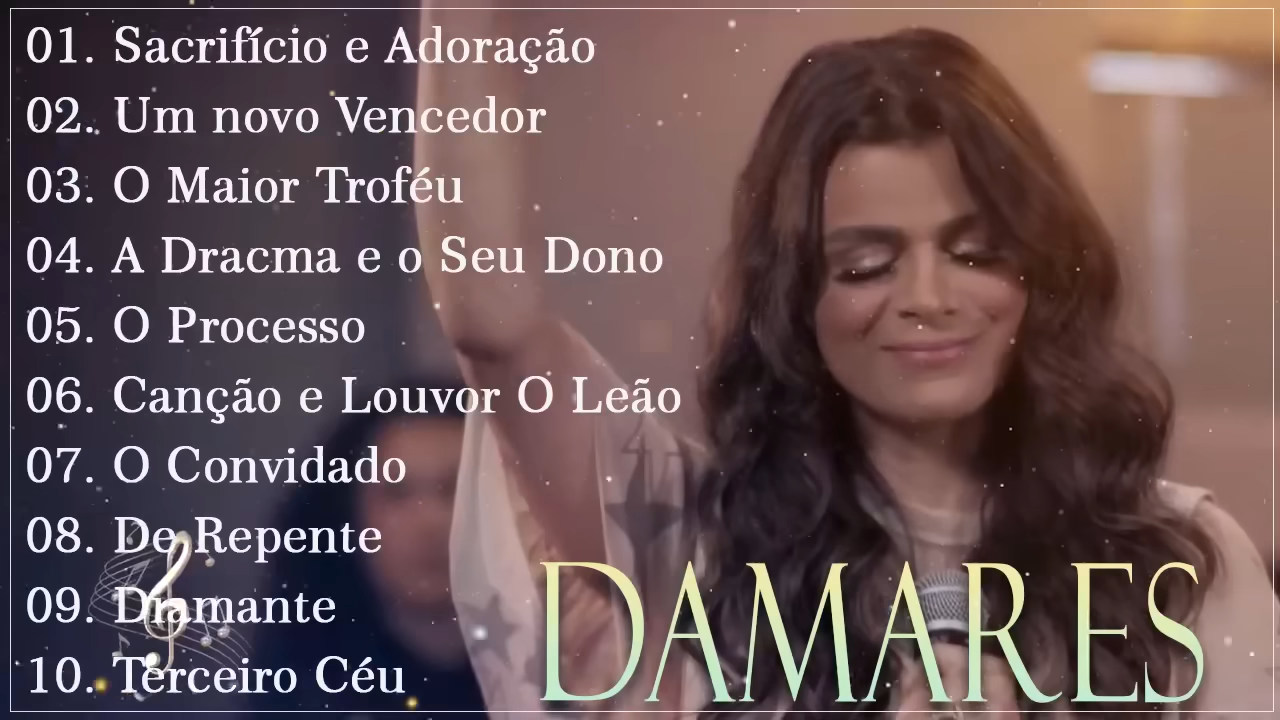 01. Sacrifício e Adoração
02. Um novo Vencedor
03. O Maior Troféu
04. A Dracma e o Seu Dono
05. O Processo
06. Canção e Louvor O Leão
07. O Convidado
08. De Repente
09. Diamante
10. Terceiro Céu
DAMARES